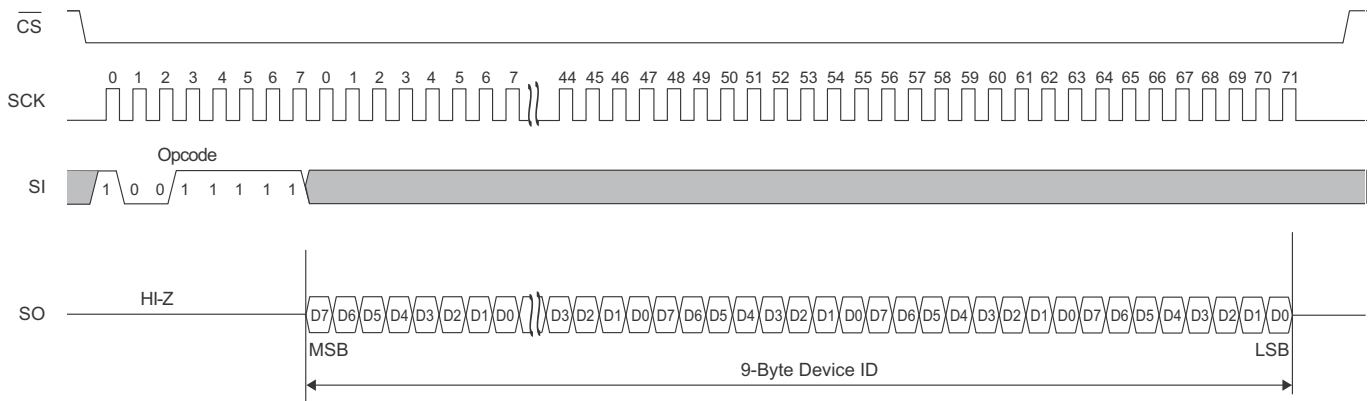 CS
0 1 2 3 4 5 6 7 0 1 2 3 4 5 6 7 44 45 46 47 48 49 50 51 52 53 54 55 56 57 58 59 60 61 62 63 64 65 66 67 68 69 70 71
SCK
Opcode
SI 1 0 0 1 1 1 1 1
HI-Z
SO D7 D6 D5 D4 D3 D2 D1 D0 D3 D2 D1 D0 D7 D6 D5 D4 D3 D2 D1 D0 D7 D6 D5 D4 D3 D2 D1 D0 D7 D6 D5 D4 D3 D2 D1 D0
MSB LSB
9-Byte Device ID